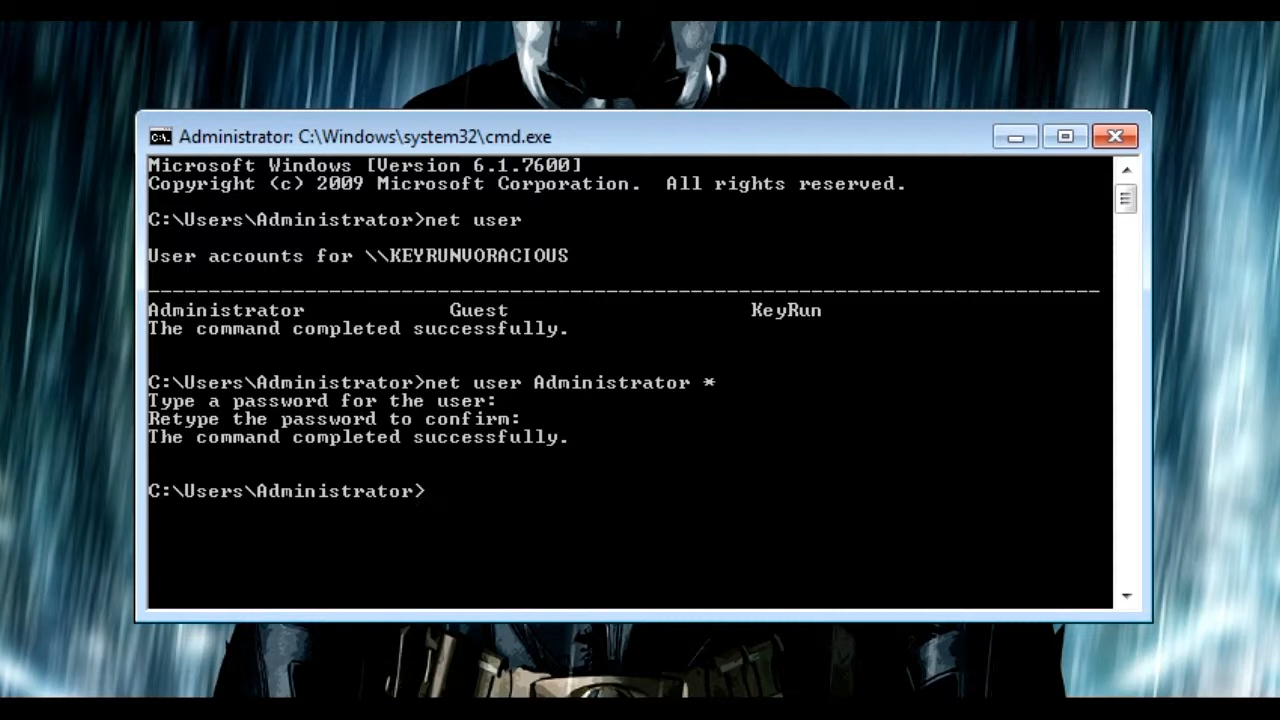 Administrator: C:\Windows\system32\cmd.exe
Microsoft Windows [Version 6.1.7600]
Copyright (c) 2009 Microsoft Corporation.  All rights reserved.
C:\Users\Administrator>net user
User accounts for \\KEYRUNVORACIOUS
-------------------------------------------------------------------------------
Administrator            Guest                    KeyRun
The command completed successfully.
C:\Users\Administrator>net user Administrator *
Type a password for the user:
Retype the password to confirm:
The command completed successfully.
C:\Users\Administrator>